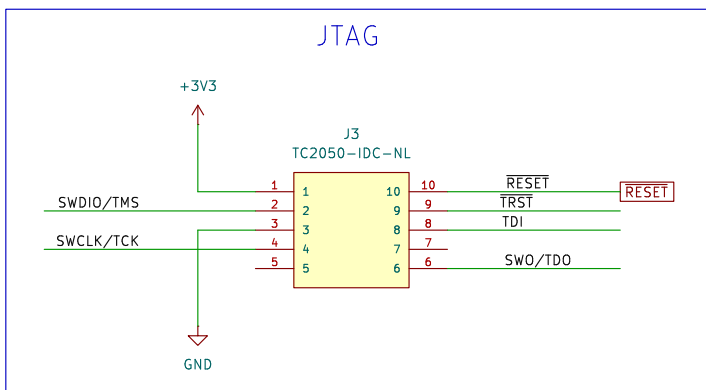 JTAG
+3V3
J3
TC2050-IDC-NL
1 1 10 10 RESET RESET
SWDIO/TMS 2 2 9 9 TRST
3 3 8 8 TDI
SWCLK/TCK 4 4 7 7
5 5 6 6 SWO/TDO
GND